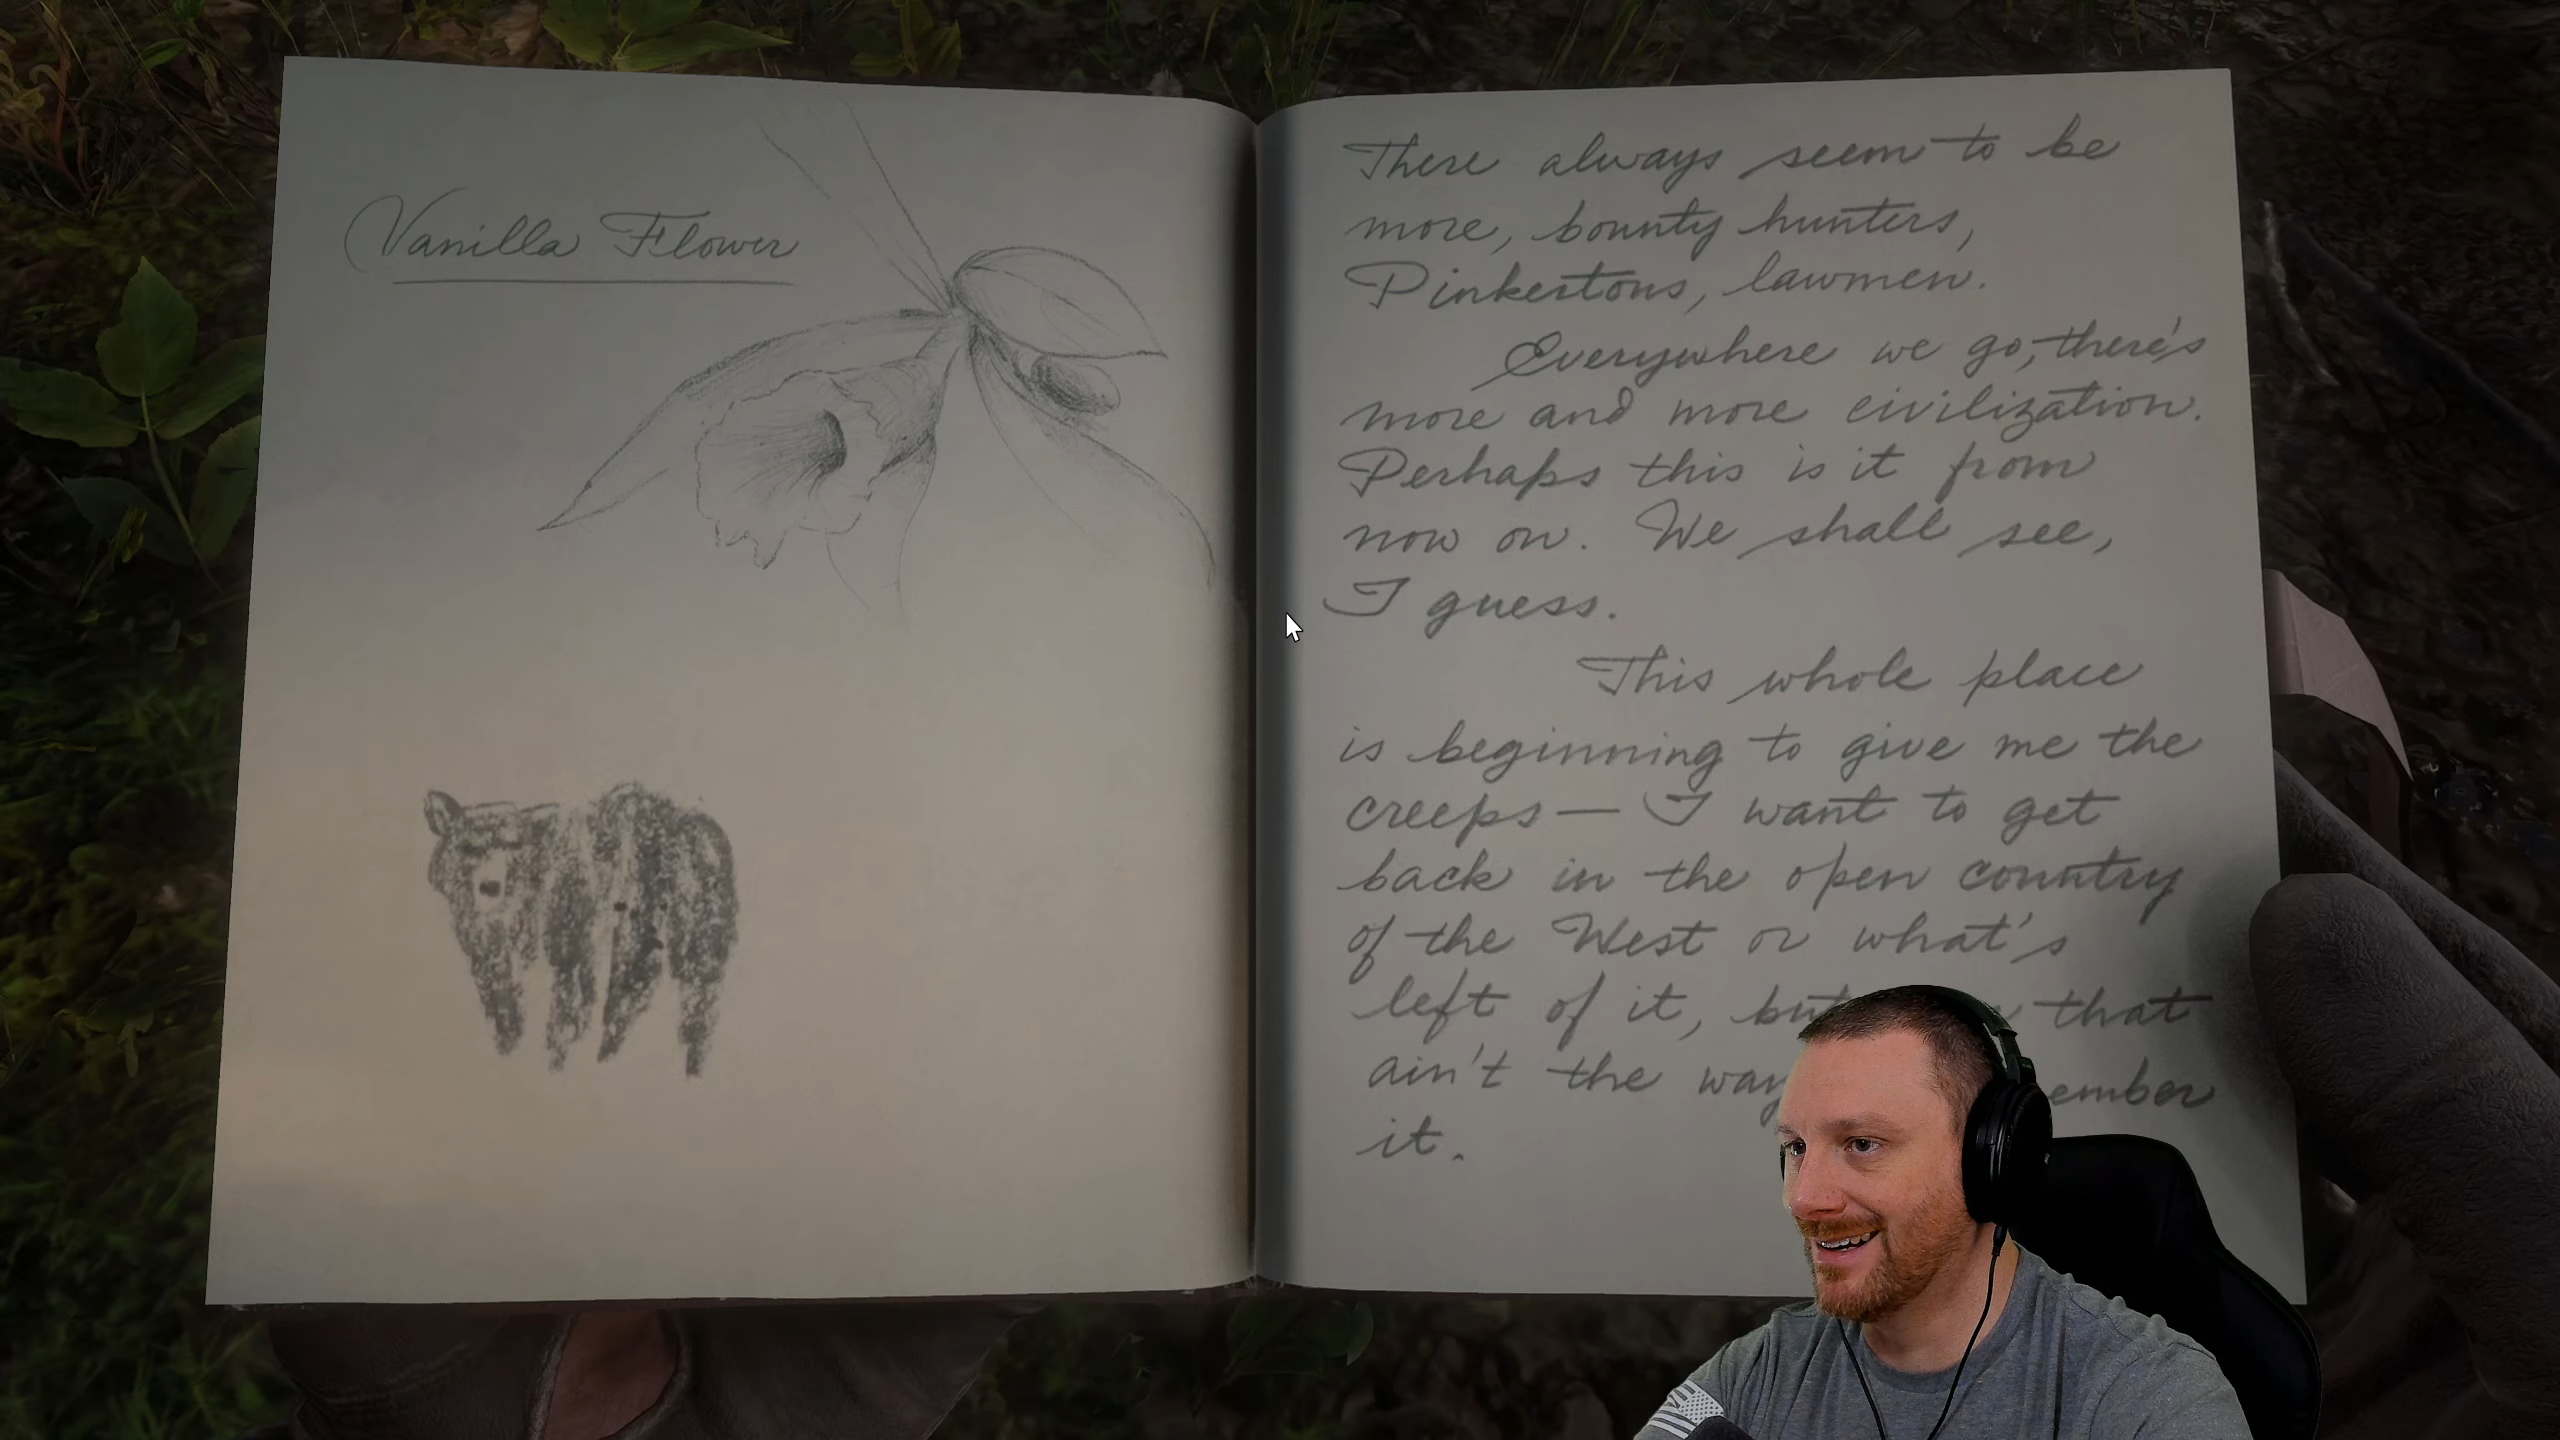 Vanilla Flower
There always seem to be
more, bounty hunters,
Pinkertons, lawmen.
Everywhere we go, there's
more and more civilization.
Perhaps this is it from
now on. We shall see,
I guess.
This whole place
is beginning to give me the
creeps — I want to get
back in the open country
of the West or what's
left of it, but that
ain't the way
it.